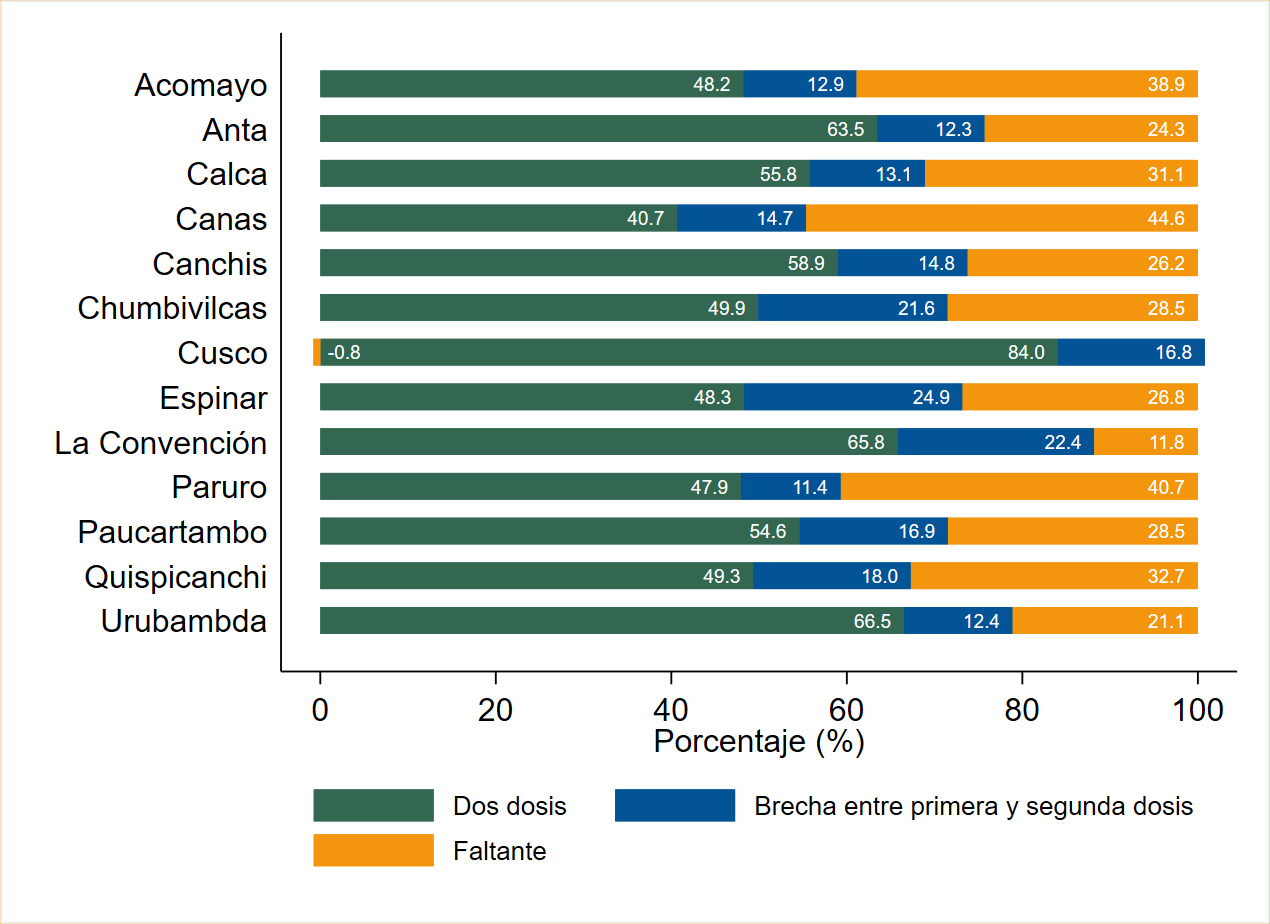 Acomayo 48.2 12.9 38.9
Anta 63.5 12.3 24.3
Calca 55.8 13.1 31.1
Canas 40.7 14.7 44.6
Canchis 58.9 14.8 26.2
Chumbivilcas 49.9 21.6 28.5
Cusco -0.8 84.0 16.8
Espinar 48.3 24.9 26.8
La Convención 65.8 22.4 11.8
Paruro 47.9 11.4 40.7
Paucartambo 54.6 16.9 28.5
Quispicanchi 49.3 18.0 32.7
Urubambda 66.5 12.4 21.1
0 20 40 60 80 100
Porcentaje (%)
Dos dosis Brecha entre primera y segunda dosis
Faltante